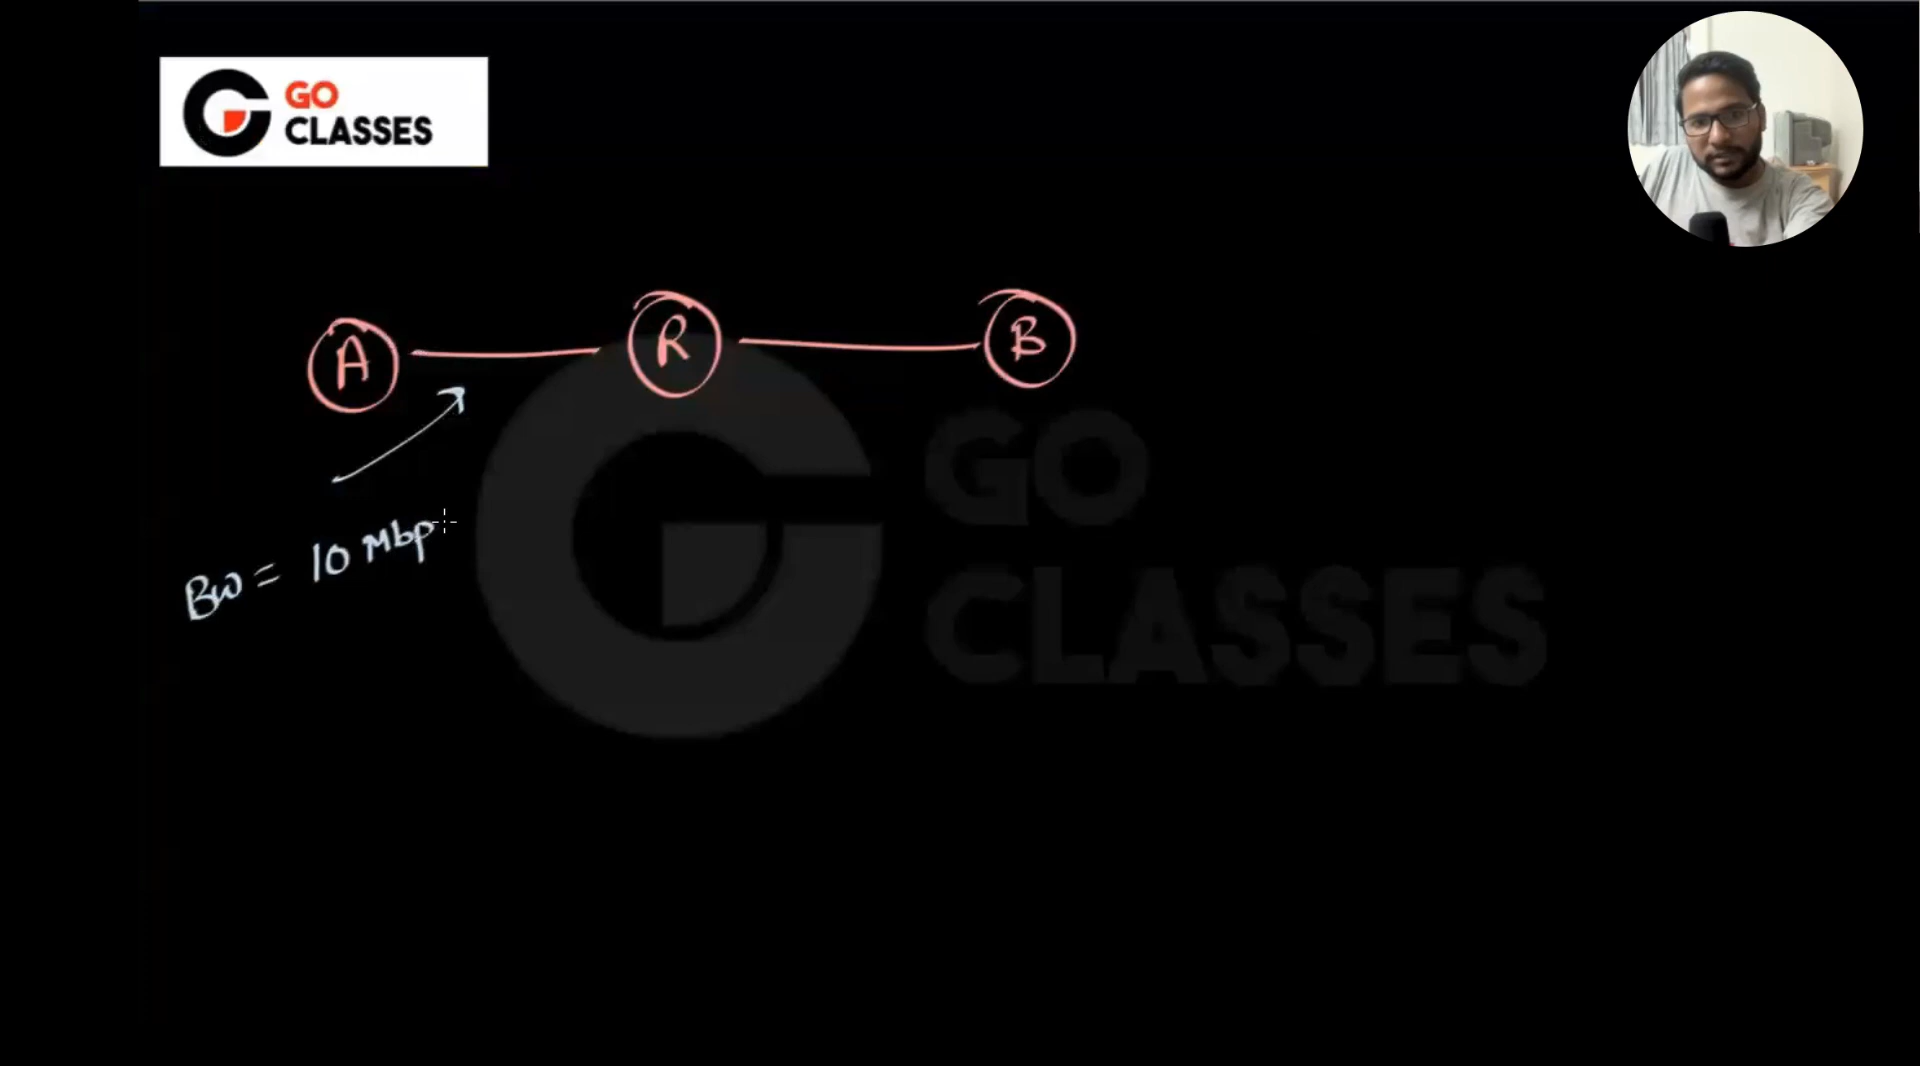 GO
CLASSES
A
R
B
BW = 10 Mbp
GO
CLASSES